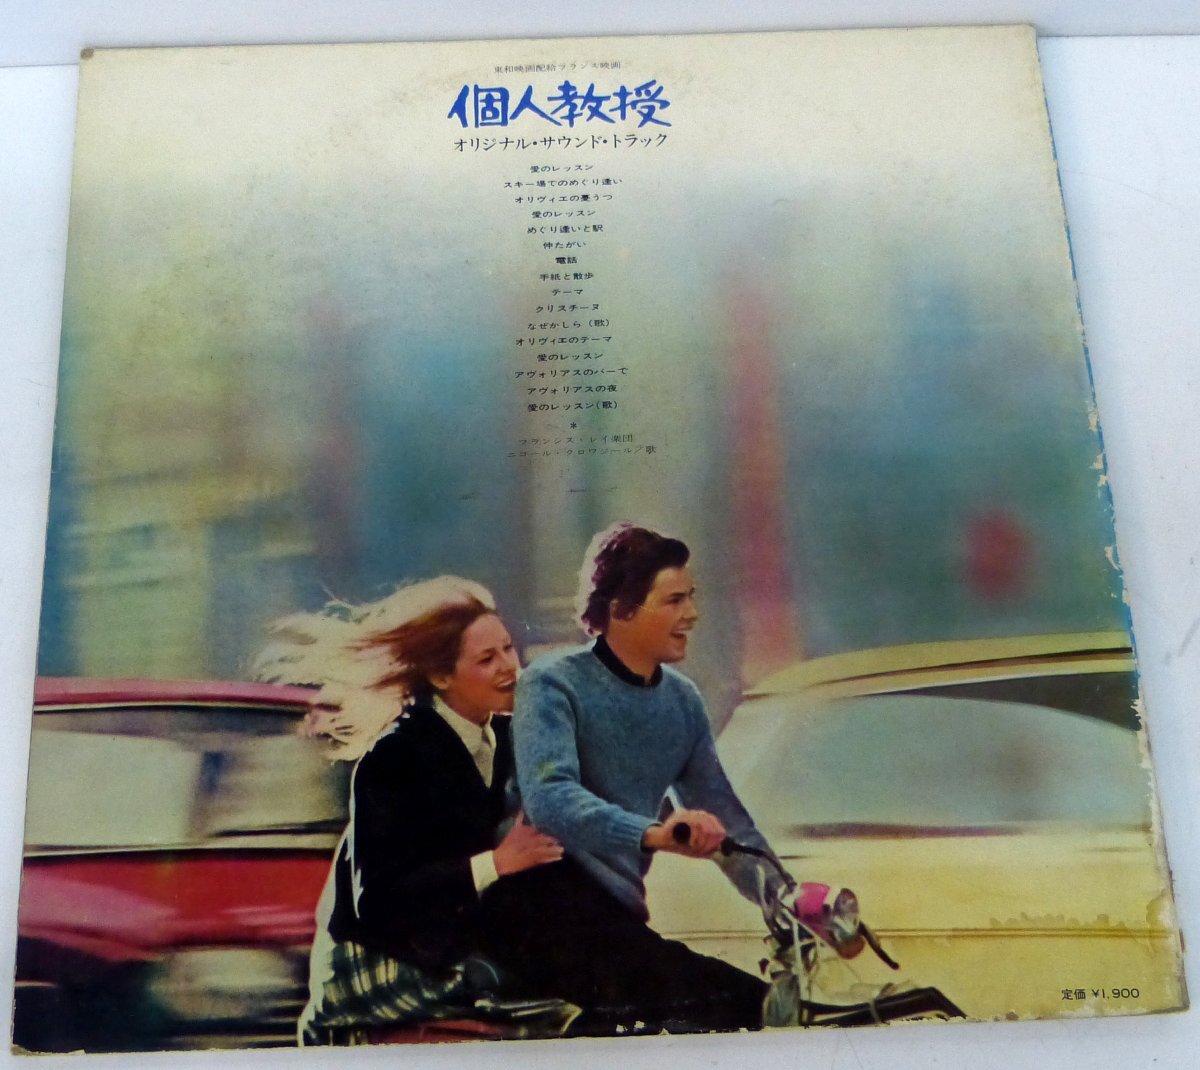 東和映画配給フランス映画
個人教授
オリジナル・サウンド・トラック
愛のレッスン
スキー場でのめぐり逢い
オリヴィエの憂うつ
愛のレッスン
めぐり逢いと駅
仲たがい
電話
手紙と散歩
テーマ
クリスチーヌ
なぜかしら(歌)
オリヴィエのテーマ
愛のレッスン
アヴォリアスのバーで
アヴォリアスの夜
愛のレッスン(歌)
*
フランシス・レイ楽団
ニコール・クロワジール/歌
定価 ¥1,900